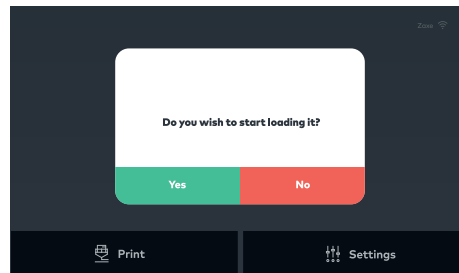 Zaxe
Do you wish to start loading it?
Yes
No
Print
Settings